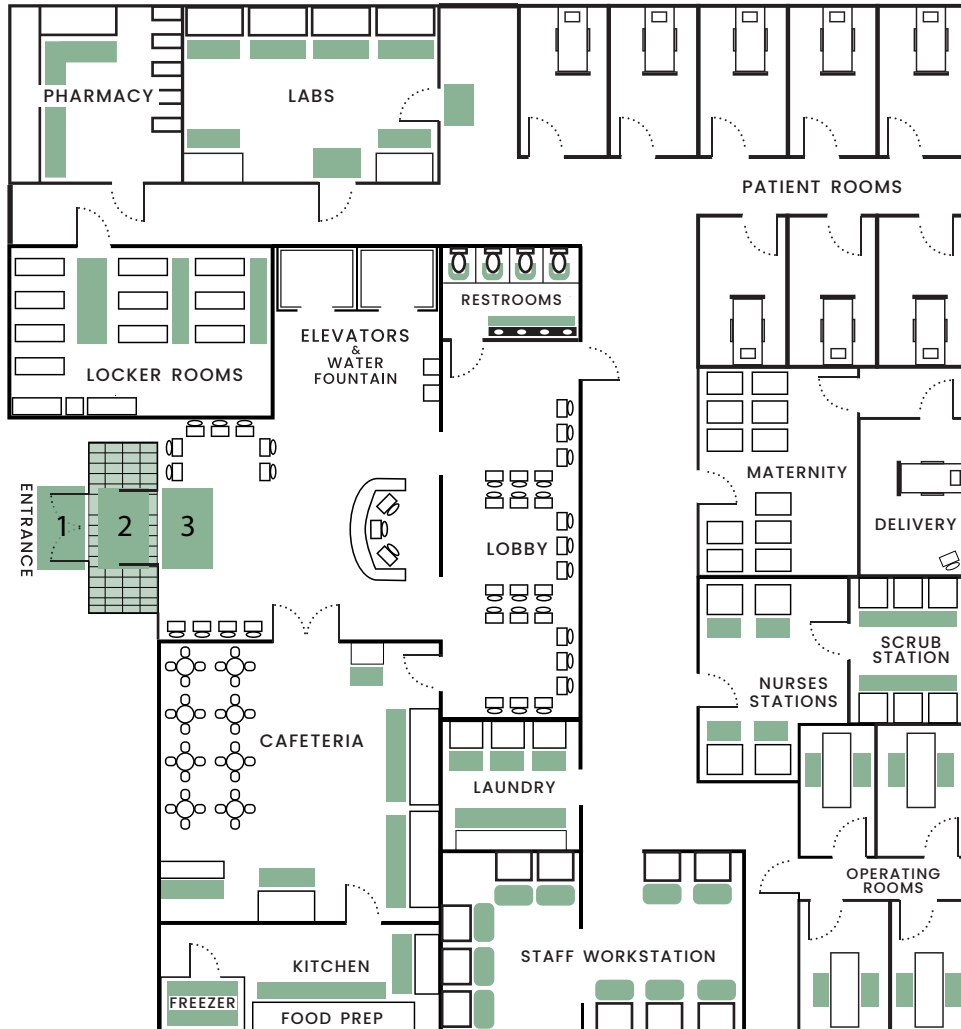 PHARMACY
LABS
PATIENT ROOMS
RESTROOMS
ELEVATORS
&
WATER
FOUNTAIN
LOCKER ROOMS
ENTRANCE
1
2
3
LOBBY
MATERNITY
DELIVERY
SCRUB
STATION
NURSES
STATIONS
CAFETERIA
LAUNDRY
OPERATING
ROOMS
STAFF WORKSTATION
KITCHEN
FREEZER
FOOD PREP